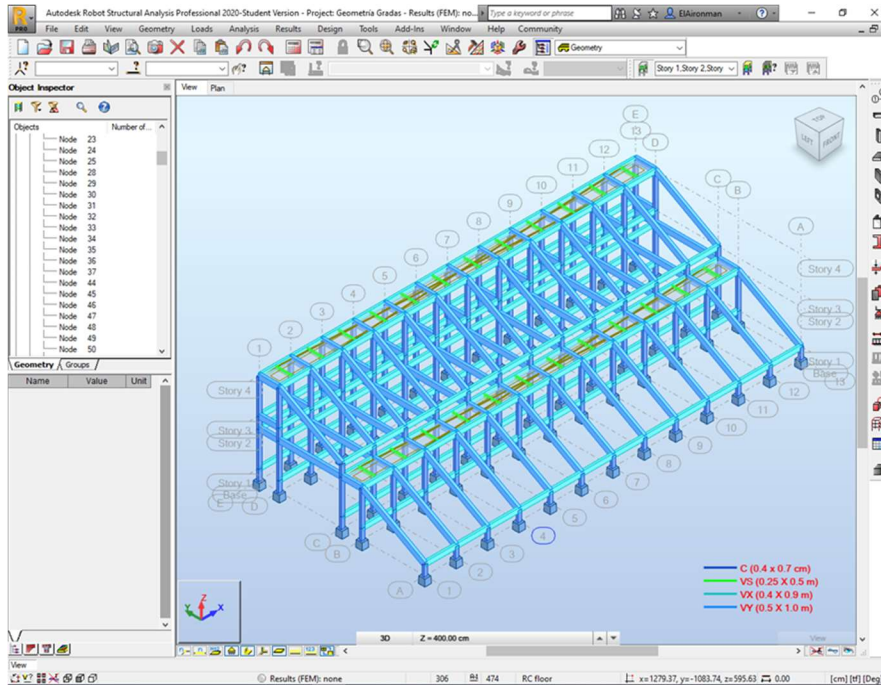 R
PRO
Autodesk Robot Structural Analysis Professional 2020-Student Version - Project: Geometría Gradas - Results (FEM): no...
Type a keyword or phrase
ElAironman
File Edit View Geometry Loads Analysis Results Design Tools Add-Ins Window Help Community
Geometry
Story 1,Story 2,Story
Object Inspector
View Plan
Objects Number of...
Node 23
Node 24
Node 25
Node 28
Node 29
Node 30
Node 31
Node 32
Node 33
Node 34
Node 35
Node 36
Node 37
Node 44
Node 45
Node 46
Node 47
Node 48
Node 49
Node 50
Geometry Groups
Name Value Unit
TOP
LEFT
FRONT
E
13
D
12
11
C
10
B
9
8
A
7
6
5
4
3
2
1
Story 4
Story 3
Story 2
Story 1
Base
13
12
11
10
9
8
7
6
5
4
3
2
1
Story 4
Story 3
Story 2
Story 1
Base
E
D
C
B
A
C (0.4 x 0.7 cm)
VS (0.25 X 0.5 m)
VX (0.4 X 0.9 m)
VY (0.5 X 1.0 m)
Z
Y
X
3D Z = 400.00 cm
View
View
Results (FEM): none 306 474 RC floor x=1279.37, y=-1083.74, z=595.63 0.00 [cm] [tf] [Deg]